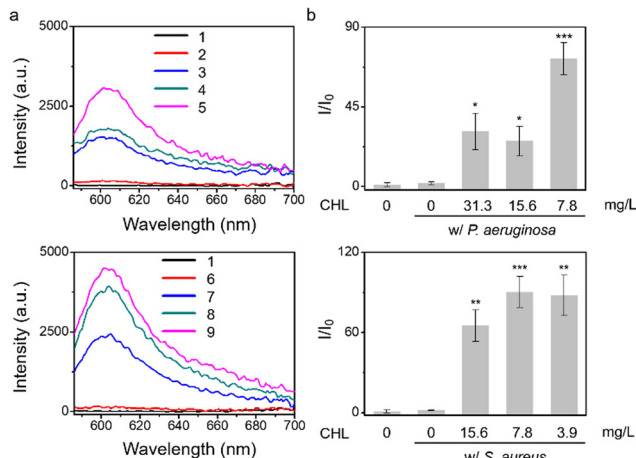 a
5000
2500
0
Intensity (a.u.)
1
2
3
4
5
600 620 640 660 680 700
Wavelength (nm)
b
90
45
0
I/I0
* * ***
CHL 0 0 31.3 15.6 7.8 mg/L
w/ P. aeruginosa
5000
2500
0
Intensity (a.u.)
1
6
7
8
9
600 620 640 660 680 700
Wavelength (nm)
120
60
0
I/I0
** *** **
CHL 0 0 15.6 7.8 3.9 mg/L
w/ S. aureus